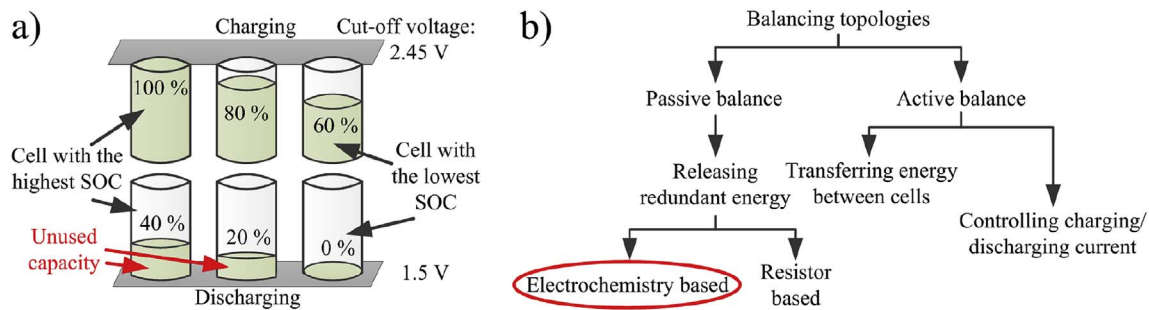 a)
Charging
Cut-off voltage:
2.45 V
100 %
80 %
60 %
Cell with the
highest SOC
Cell with
the lowest
SOC
40 %
20 %
0 %
Unused
capacity
1.5 V
Discharging
b)
Balancing topologies
Passive balance
Active balance
Releasing
redundant energy
Transferring energy
between cells
Controlling charging/
discharging current
Electrochemistry based
Resistor
based